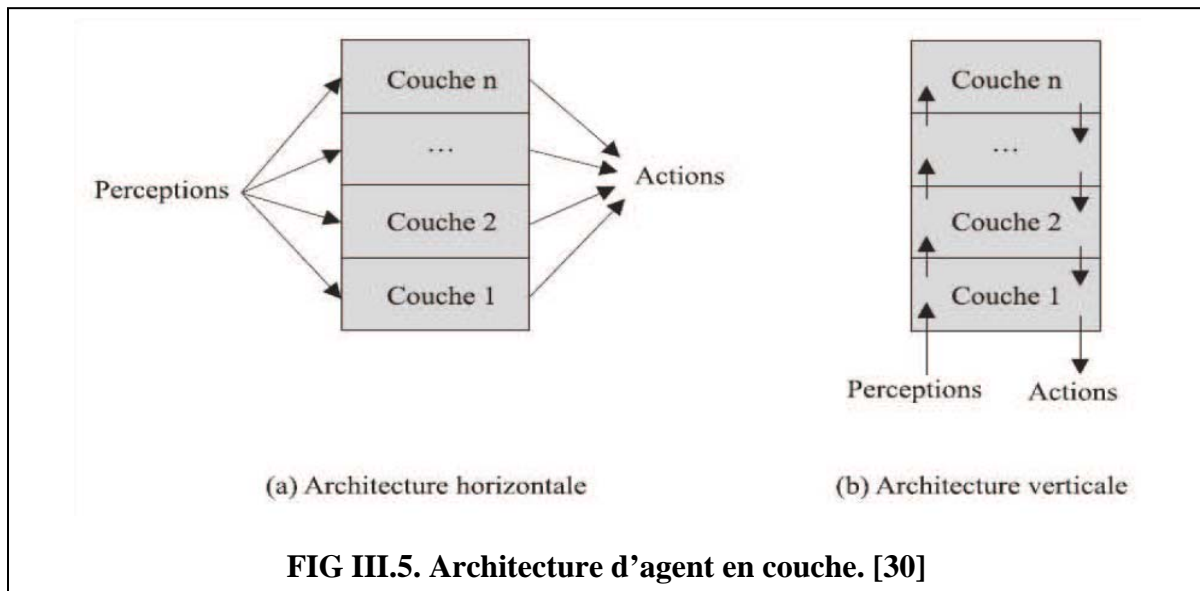 Couche n
...
Couche 2
Couche 1
Perceptions
Actions
(a) Architecture horizontale
Couche n
...
Couche 2
Couche 1
Perceptions
Actions
(b) Architecture verticale
FIG III.5. Architecture d’agent en couche. [30]